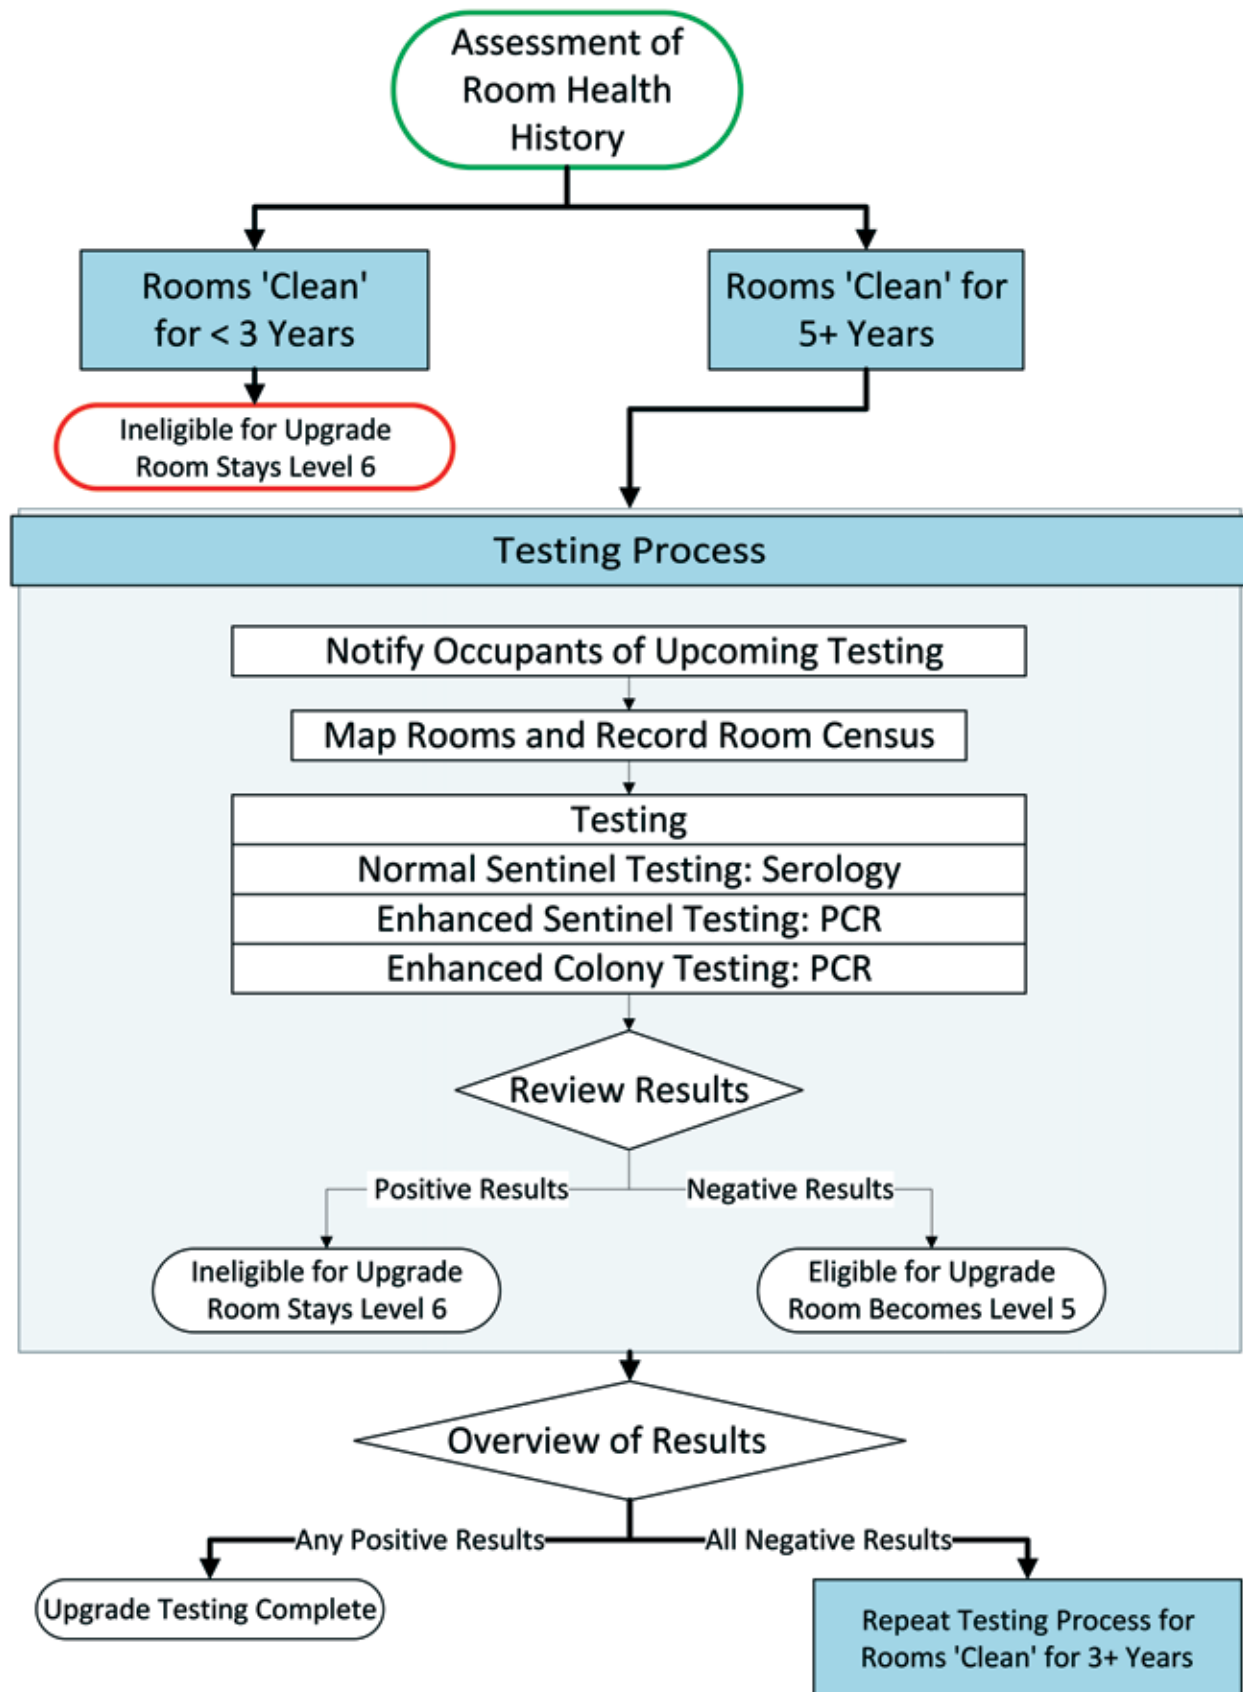 Assessment of
Room Health
History
Rooms 'Clean'
for < 3 Years
Rooms 'Clean' for
5+ Years
Ineligible for Upgrade
Room Stays Level 6
Testing Process
Notify Occupants of Upcoming Testing
Map Rooms and Record Room Census
Testing
Normal Sentinel Testing: Serology
Enhanced Sentinel Testing: PCR
Enhanced Colony Testing: PCR
Review Results
Positive Results
Negative Results
Ineligible for Upgrade
Room Stays Level 6
Eligible for Upgrade
Room Becomes Level 5
Overview of Results
Any Positive Results
All Negative Results
Upgrade Testing Complete
Repeat Testing Process for
Rooms 'Clean' for 3+ Years